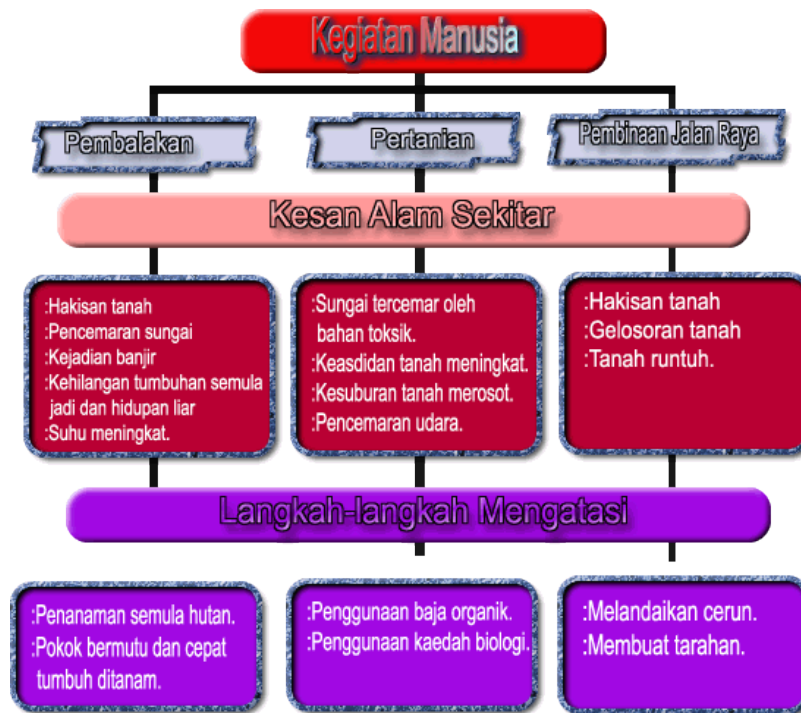 Kegiatan Manusia
Pembalakan
Pertanian
Pembinaan Jalan Raya
Kesan Alam Sekitar
:Hakisan tanah
:Pencemaran sungai
:Kejadian banjir
:Kehilangan tumbuhan semula
jadi dan hidupan liar
:Suhu meningkat.
:Sungai tercemar oleh
bahan toksik.
:Keasdidan tanah meningkat.
:Kesuburan tanah merosot.
:Pencemaran udara.
:Hakisan tanah
:Gelosoran tanah
:Tanah runtuh.
Langkah-langkah Mengatasi
:Penanaman semula hutan.
:Pokok bermutu dan cepat
tumbuh ditanam.
:Penggunaan baja organik.
:Penggunaan kaedah biologi.
:Melandaikan cerun.
:Membuat tarahan.